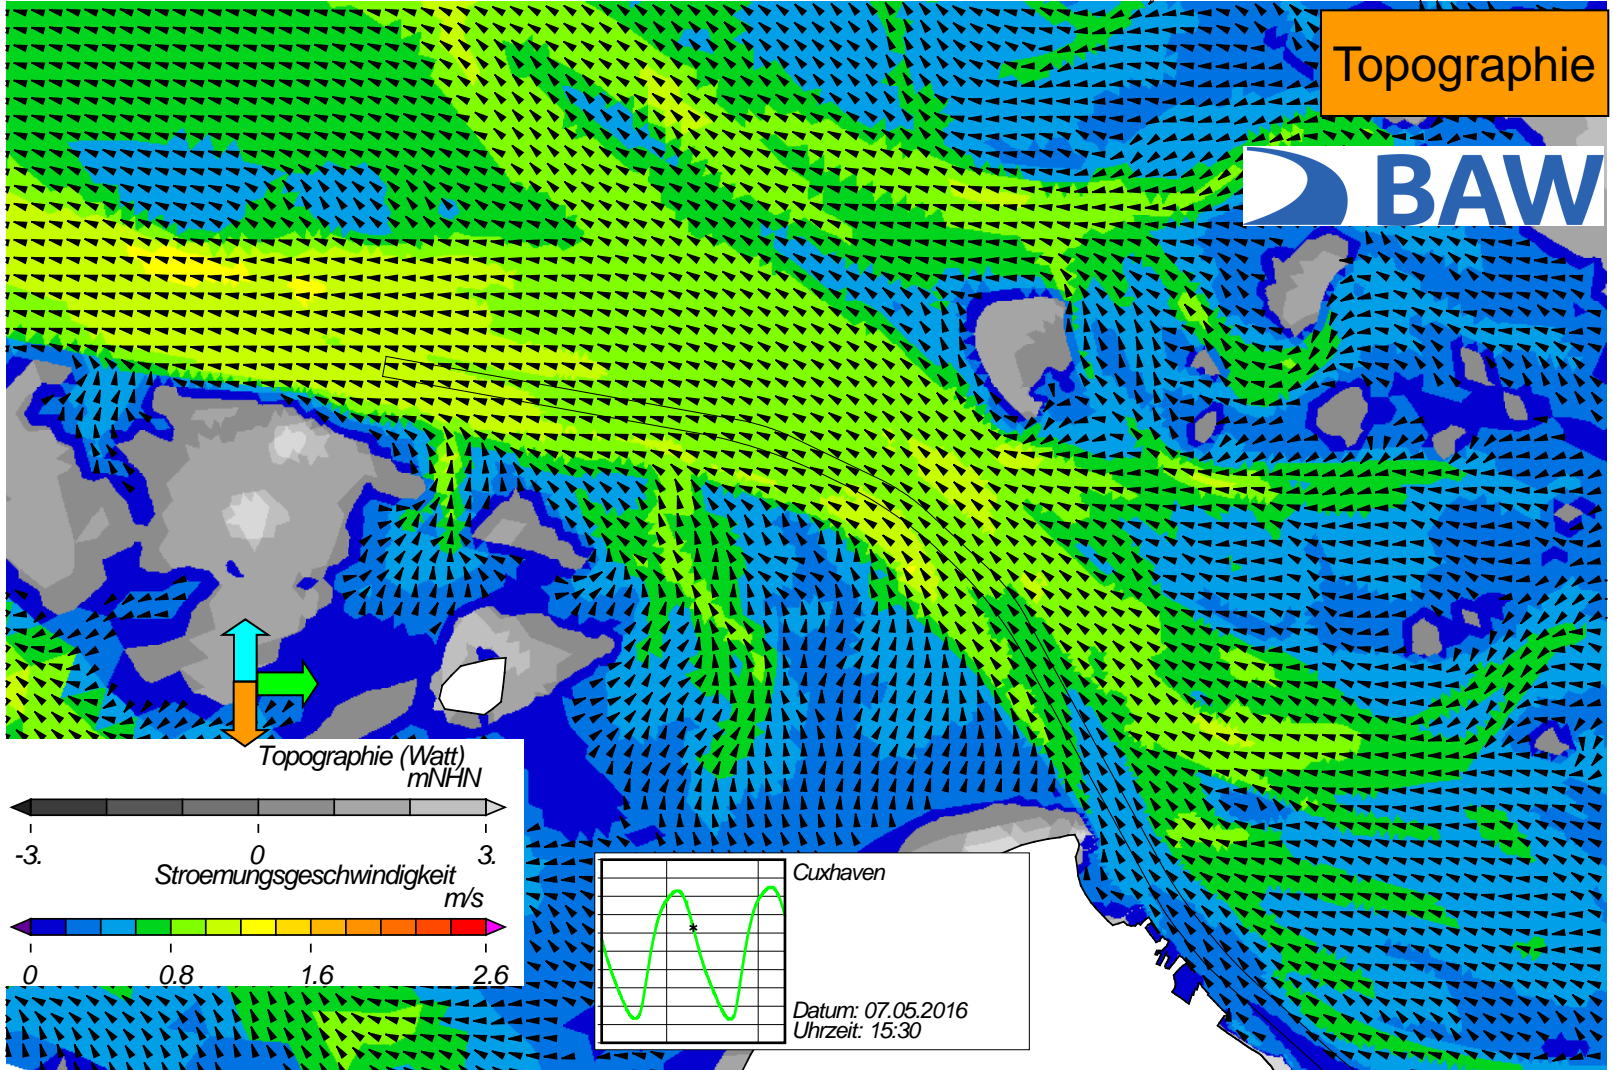 Topographie
BAW
Topographie (Watt)
mNHN
-3. 0 3.
Stroemungsgeschwindigkeit
m/s
0 0.8 1.6 2.6
Cuxhaven
Datum: 07.05.2016
Uhrzeit: 15:30